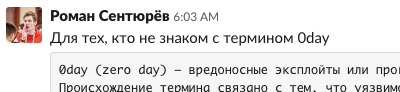 Роман Сентюрёв 6:03 AM
Для тех, кто не знаком с термином 0day
0day (zero day) – вредоносные эксплойты или
Происхождение термина связано с тем, что